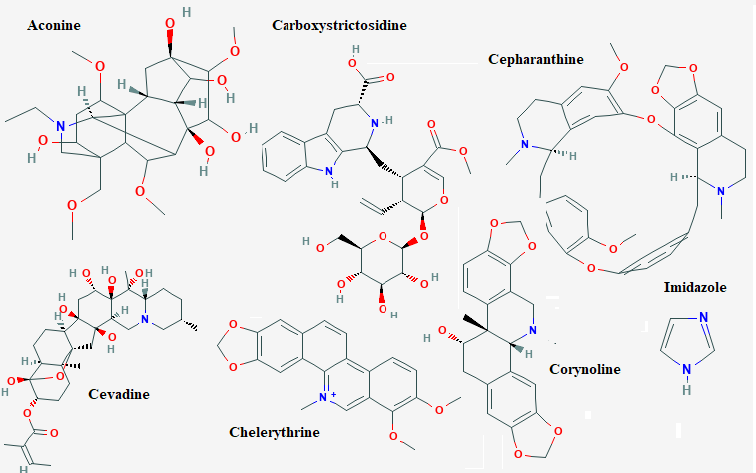 Aconine
Carboxystrictosidine
Cepharanthine
Imidazole
Cevadine
Chelerythrine
Corynoline